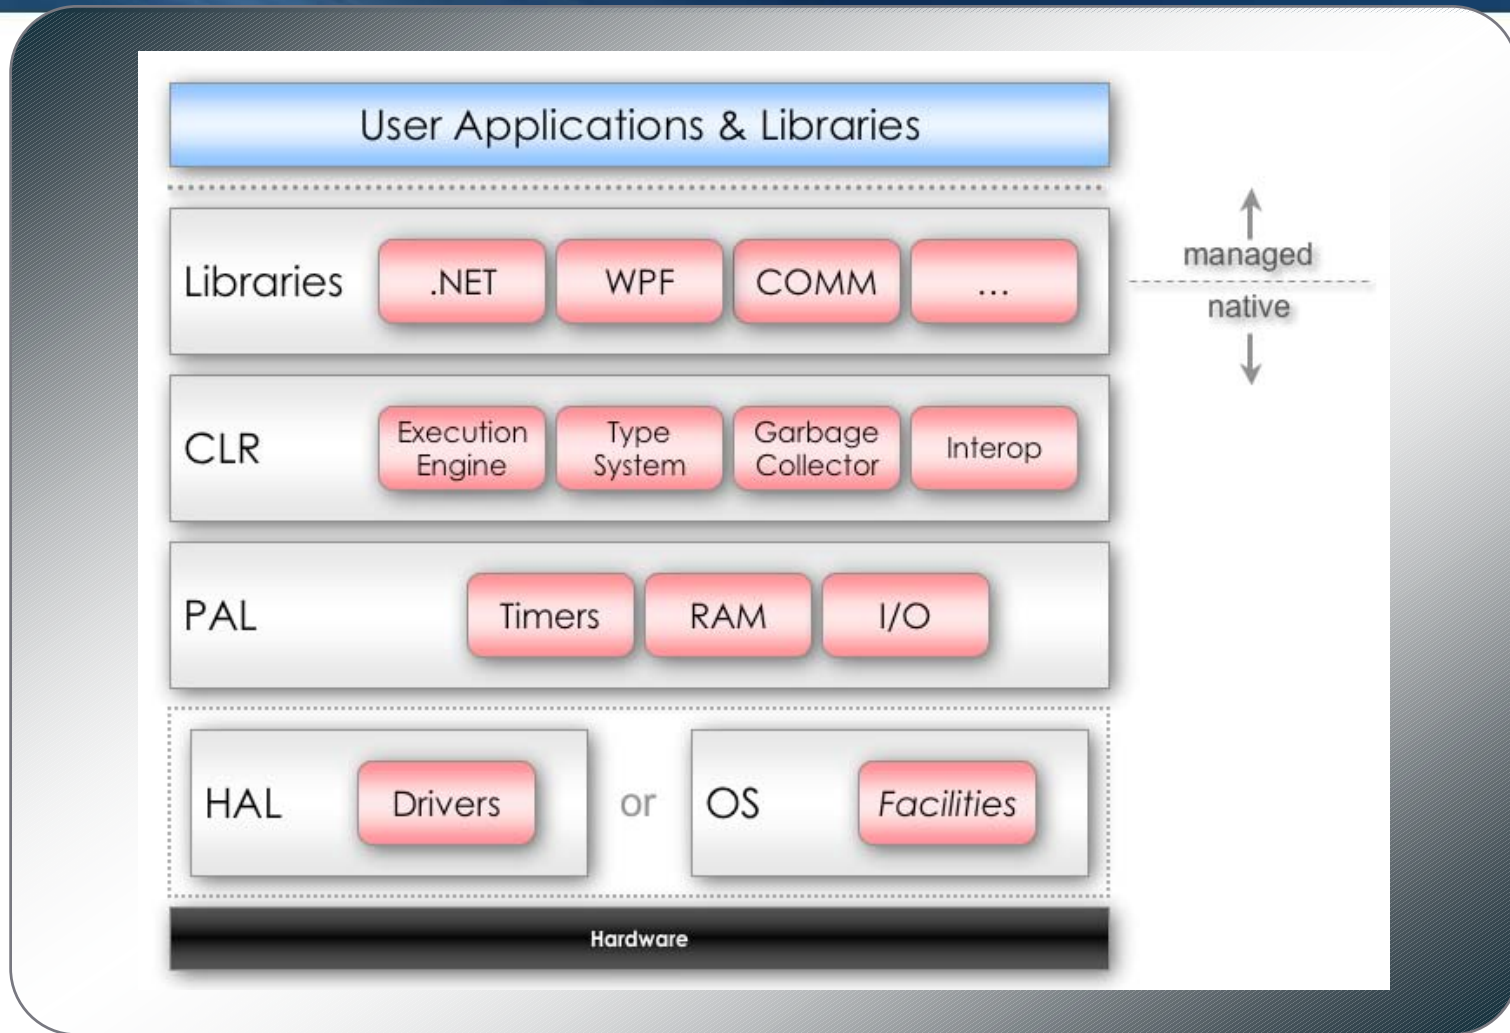 User Applications & Libraries
Libraries
.NET
WPF
COMM
...
managed
native
CLR
Execution
Engine
Type
System
Garbage
Collector
Interop
PAL
Timers
RAM
I/O
HAL
Drivers
or
OS
Facilities
Hardware